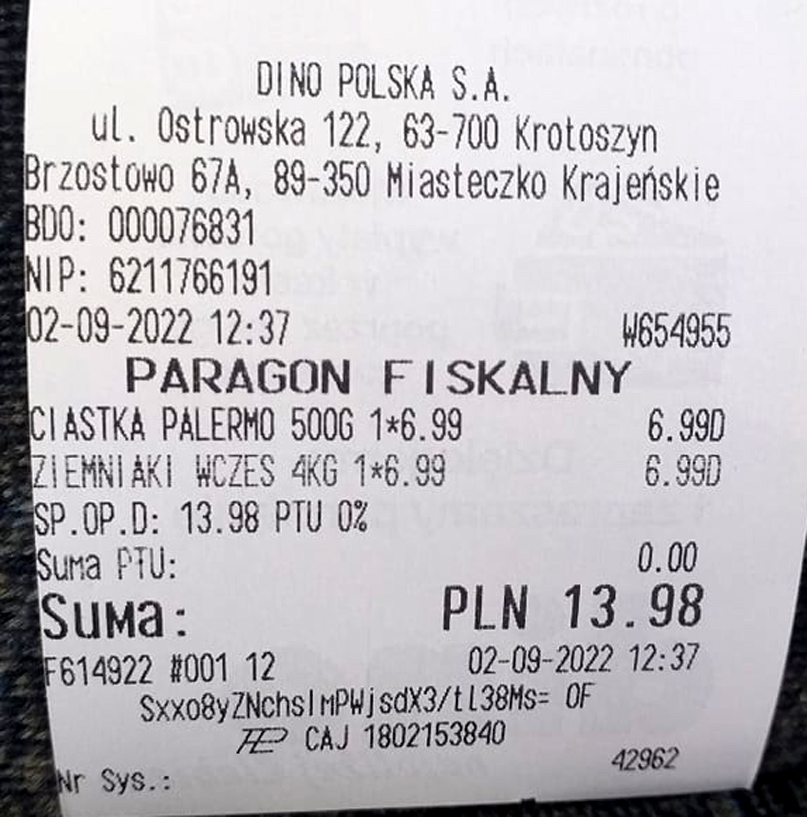 DINO POLSKA S.A.
ul. Ostrowska 122, 63-700 Krotoszyn
Brzostowo 67A, 89-350 Miasteczko Krajeńskie
BDO: 000076831
NIP: 6211766191
02-09-2022 12:37 W654955
PARAGON FISKALNY
CIASTKA PALERMO 500G 1*6.99 6.99D
ZIEMNIAKI WCZES 4KG 1*6.99 6.99D
SP.OP.D: 13.98 PTU 0%
Suma PTU: 0.00
Suma: PLN 13.98
F614922 #001 12 02-09-2022 12:37
Sxxo8yZNchslmPWjsdX3/tl38Ms= OF
CAJ 1802153840
Nr Sys.: 42962